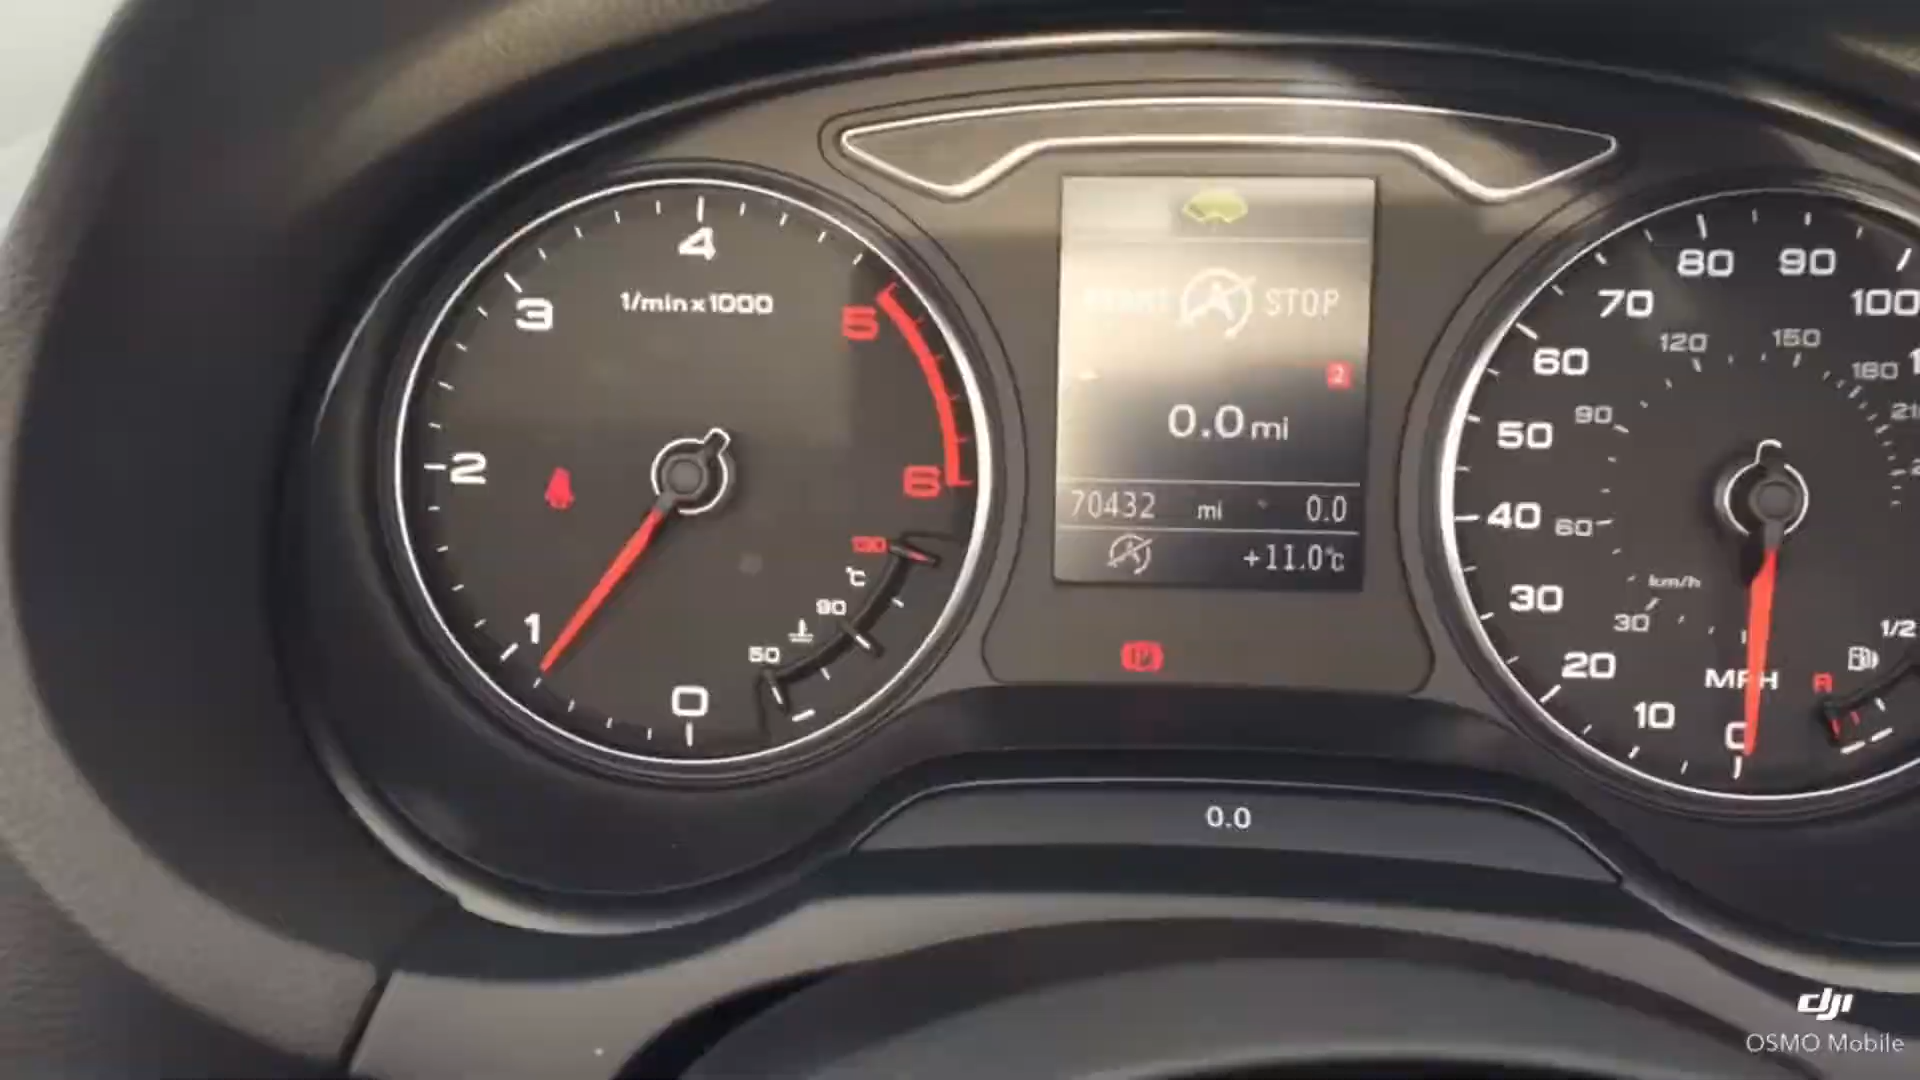 4
3
1/min x 1000
5
2
6
130
°C
90
1
50
0
STOP
2
0.0 mi
70432 mi 0.0
+11.0°C
80
90
70
100
120
150
60
180
90
50
40
60
km/h
30
30
1/2
20
MPH
R
10
0
0.0
dji
OSMO Mobile